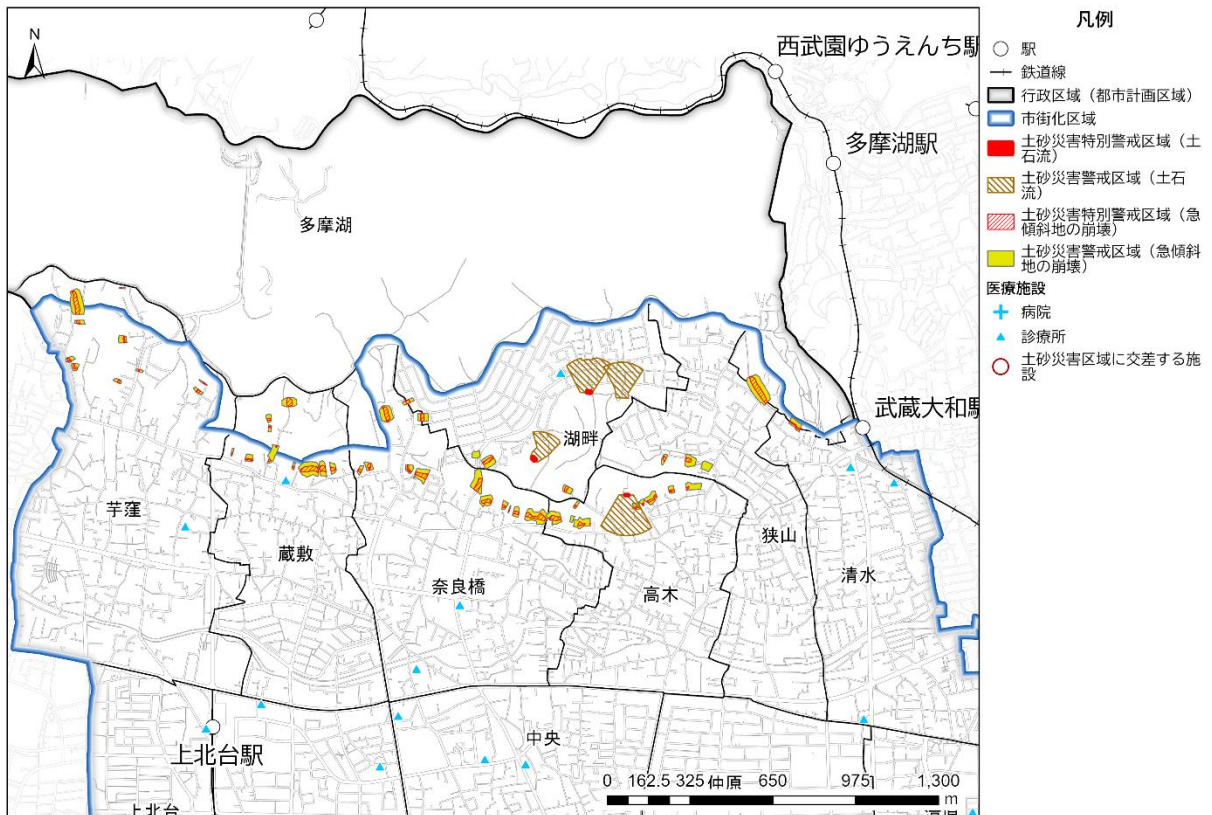 N
西武園ゆうえんち駅
多摩湖駅
多摩湖
武蔵大和駅
湖畔
芋窪
蔵敷
狭山
奈良橋
高木
清水
中央
上北台駅
上北台
0 162.5 325 仲原 650 975 1,300
m
凡例
駅
鉄道線
行政区域（都市計画区域）
市街化区域
土砂災害特別警戒区域（土
石流）
土砂災害警戒区域（土石
流）
土砂災害特別警戒区域（急
傾斜地の崩壊）
土砂災害警戒区域（急傾斜
地の崩壊）
医療施設
病院
診療所
土砂災害区域に交差する施
設